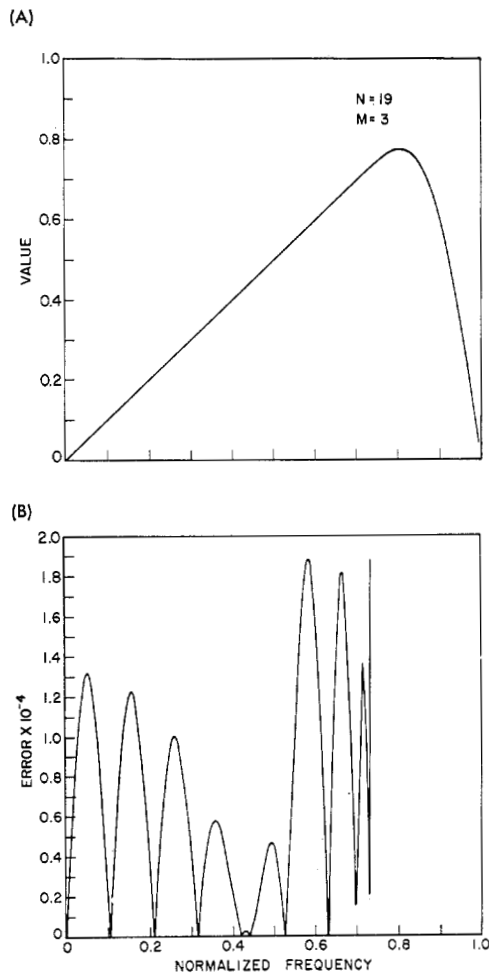 (A)
1.0
N = 19
M = 3
0.8
0.6
VALUE
0.4
0.2
0
(B)
2.0
1.8
1.6
1.4
1.2
1.0
ERROR X 10-4
0.8
0.6
0.4
0.2
0
0 0.2 0.4 0.6 0.8 1.0
NORMALIZED FREQUENCY